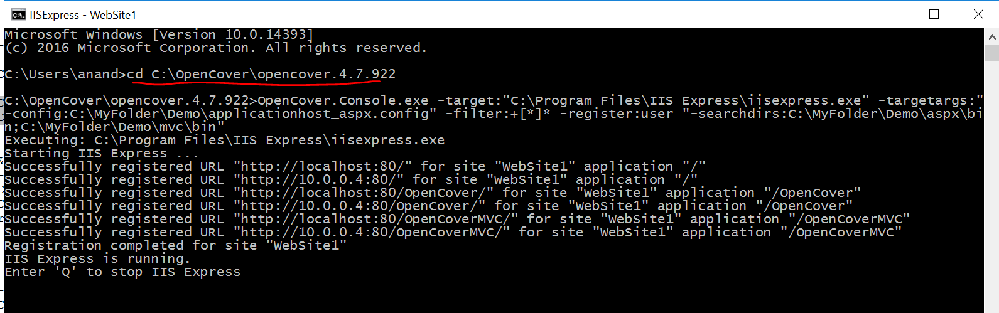 IISExpress - WebSite1
Microsoft Windows [Version 10.0.14393]
(c) 2016 Microsoft Corporation. All rights reserved.
C:\Users\anand>cd C:\OpenCover\opencover.4.7.922
C:\OpenCover\opencover.4.7.922>OpenCover.Console.exe -target:"C:\Program Files\IIS Express\iisexpress.exe" -targetargs:"
-config:C:\MyFolder\Demo\applicationhost_aspx.config" -filter:+[*]* -register:user "-searchdirs:C:\MyFolder\Demo\aspx\bi
n;C:\MyFolder\Demo\mvc\bin"
Executing: C:\Program Files\IIS Express\iisexpress.exe
Starting IIS Express ...
Successfully registered URL "http://localhost:80/" for site "WebSite1" application "/"
Successfully registered URL "http://10.0.0.4:80/" for site "WebSite1" application "/"
Successfully registered URL "http://localhost:80/OpenCover/" for site "WebSite1" application "/OpenCover"
Successfully registered URL "http://10.0.0.4:80/OpenCover/" for site "WebSite1" application "/OpenCover"
Successfully registered URL "http://localhost:80/OpenCoverMVC/" for site "WebSite1" application "/OpenCoverMVC"
Successfully registered URL "http://10.0.0.4:80/OpenCoverMVC/" for site "WebSite1" application "/OpenCoverMVC"
Registration completed for site "WebSite1"
IIS Express is running.
Enter 'Q' to stop IIS Express